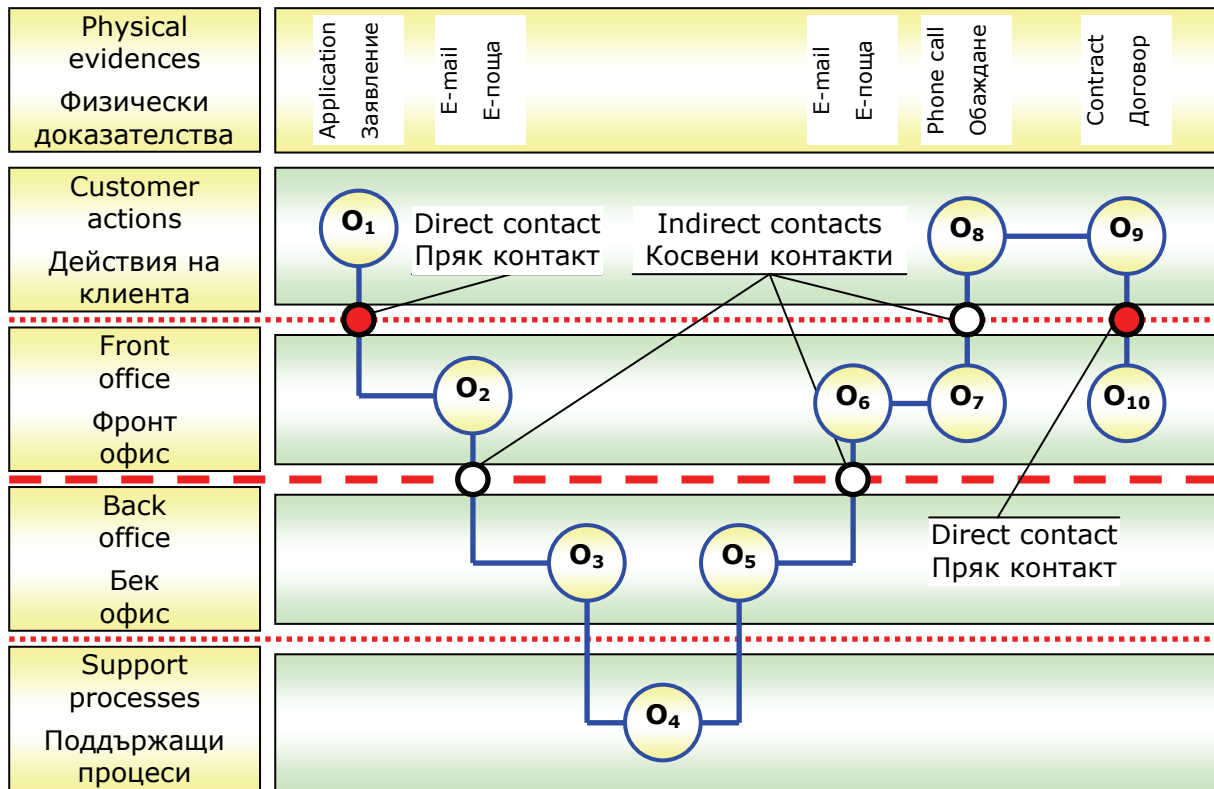 Physical
evidences
Физически
доказателства
Application
Заявление
E-mail
Е-поща
E-mail
Е-поща
Phone call
Обаждане
Contract
Договор
Customer
actions
Действия на
клиента
O1
Direct contact
Пряк контакт
Indirect contacts
Косвени контакти
O8
O9
Front
office
Фронт
офис
O2
O6
O7
O10
Back
office
Бек
офис
O3
O5
Direct contact
Пряк контакт
Support
processes
Поддържащи
процеси
O4